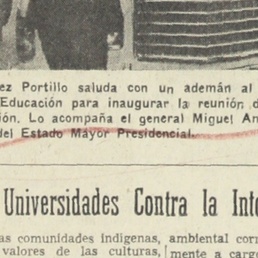 ez Portillo saluda con un ademán al
Educación para inaugurar la reunión d
ión. Lo acompaña el general Miguel An
del Estado Mayor Presidencial.
Universidades Contra la Inte
as comunidades indígenas,
valores de las culturas,
ambiental corr
mente a carg